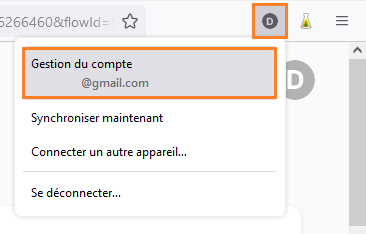 5266460&flowId=
D
Gestion du compte
@gmail.com
D
Synchroniser maintenant
Connecter un autre appareil...
Se déconnecter...